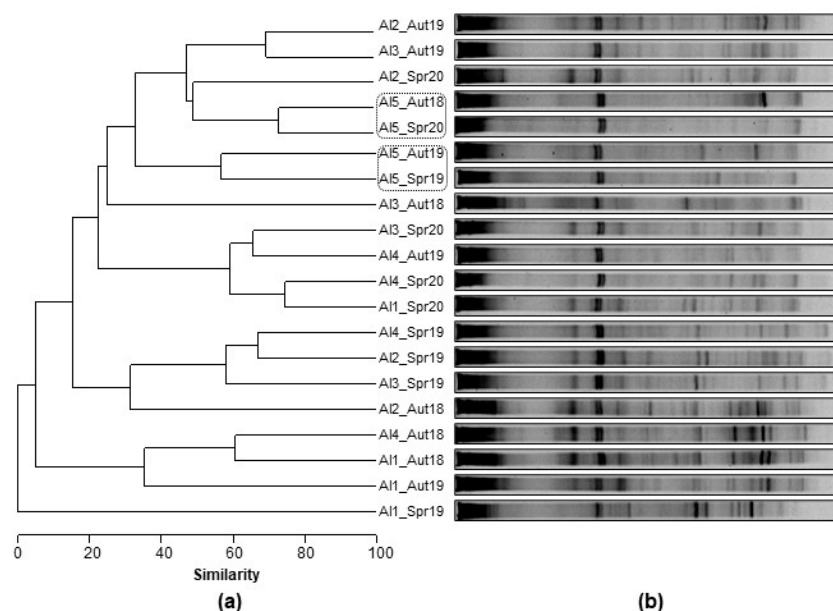 Al2_Aut19
Al3_Aut19
Al2_Spr20
Al5_Aut18
Al5_Spr20
Al5_Aut19
Al5_Spr19
Al3_Aut18
Al3_Spr20
Al4_Aut19
Al4_Spr20
Al1_Spr20
Al4_Spr19
Al2_Spr19
Al3_Spr19
Al2_Aut18
Al4_Aut18
Al1_Aut18
Al1_Aut19
Al1_Spr19
0 20 40 60 80 100
Similarity
(a) (b)